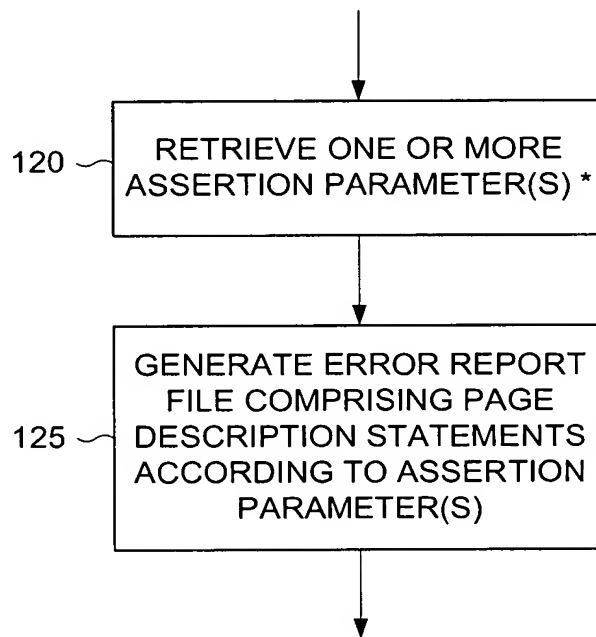 120
RETRIEVE ONE OR MORE
ASSERTION PARAMETER(S) *
125
GENERATE ERROR REPORT
FILE COMPRISING PAGE
DESCRIPTION STATEMENTS
ACCORDING TO ASSERTION
PARAMETER(S)